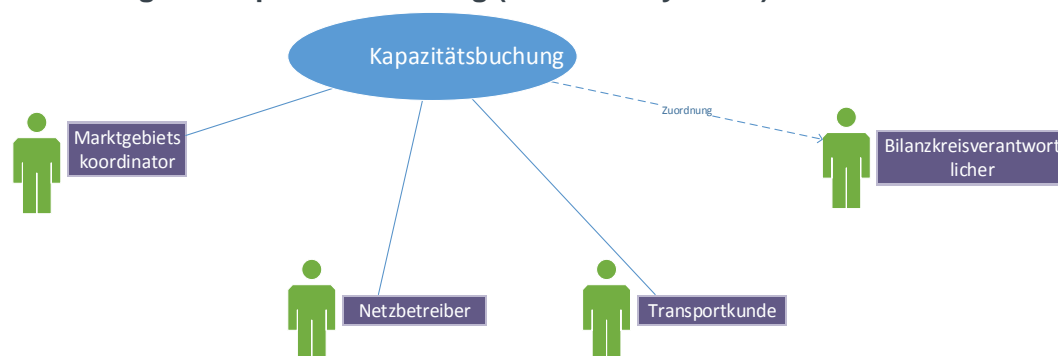 Kapazitätsbuchung
Zuordnung
Marktgebiets
koordinator
Bilanzkreisverantwort
licher
Netzbetreiber
Transportkunde